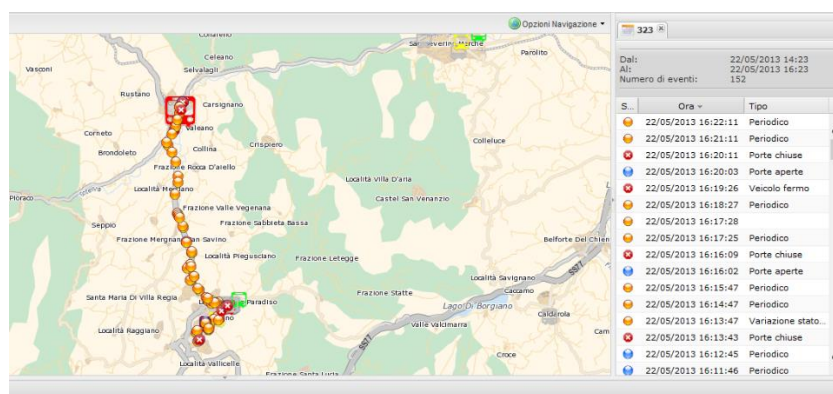 Opzioni Navigazione
323
Dal: 22/05/2013 14:23
Al: 22/05/2013 16:23
Numero di eventi: 152
S... Ora Tipo
22/05/2013 16:22:11 Periodico
22/05/2013 16:21:11 Periodico
22/05/2013 16:20:11 Porte chiuse
22/05/2013 16:20:03 Porte aperte
22/05/2013 16:19:26 Veicolo fermo
22/05/2013 16:18:27 Periodico
22/05/2013 16:17:28
22/05/2013 16:17:25 Periodico
22/05/2013 16:16:09 Porte chiuse
22/05/2013 16:16:02 Porte aperte
22/05/2013 16:15:47 Periodico
22/05/2013 16:14:47 Periodico
22/05/2013 16:13:47 Variazione stato...
22/05/2013 16:13:43 Porte chiuse
22/05/2013 16:12:45 Periodico
22/05/2013 16:11:46 Periodico
Parolito
Celeano
Vasconi
Selvalagli
Rustano
Carsignano
Valeano
Corneto
Colleluce
Crispiero
Brondoleto
Collina
Frazione Rocca D'aiello
Località Villa D'aria
Castel San Venanzio
Pioraco
Frazione Valle Vegenana
Frazione Sabbieta Bassa
Seppio
Belforte Del Chien
Località Piegusciano
Frazione Letegge
SS77
Località Savignano
Caccamo
Frazione Statte
Santa Maria Di Villa Regia
Paradiso
Lago Di Borgiano
Caldarola
Valle Valcimarra
Località Raggiano
Cam
SS77
Croce
Località Vallicelle
Frazione Santa Lucia